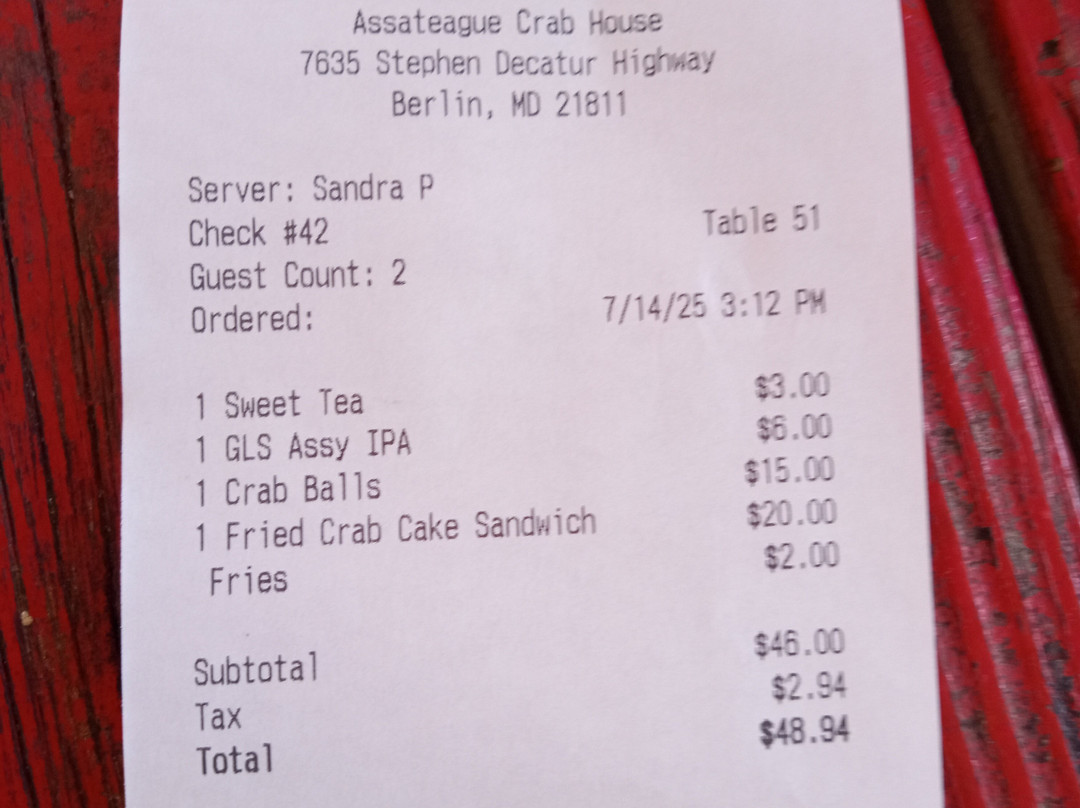 Assateague Crab House
7635 Stephen Decatur Highway
Berlin, MD 21811
Server: Sandra P
Check #42 Table 51
Guest Count: 2
Ordered: 7/14/25 3:12 PM
1 Sweet Tea $3.00
1 GLS Assy IPA $6.00
1 Crab Balls $15.00
1 Fried Crab Cake Sandwich $20.00
Fries $2.00
Subtotal $46.00
Tax $2.94
Total $48.94